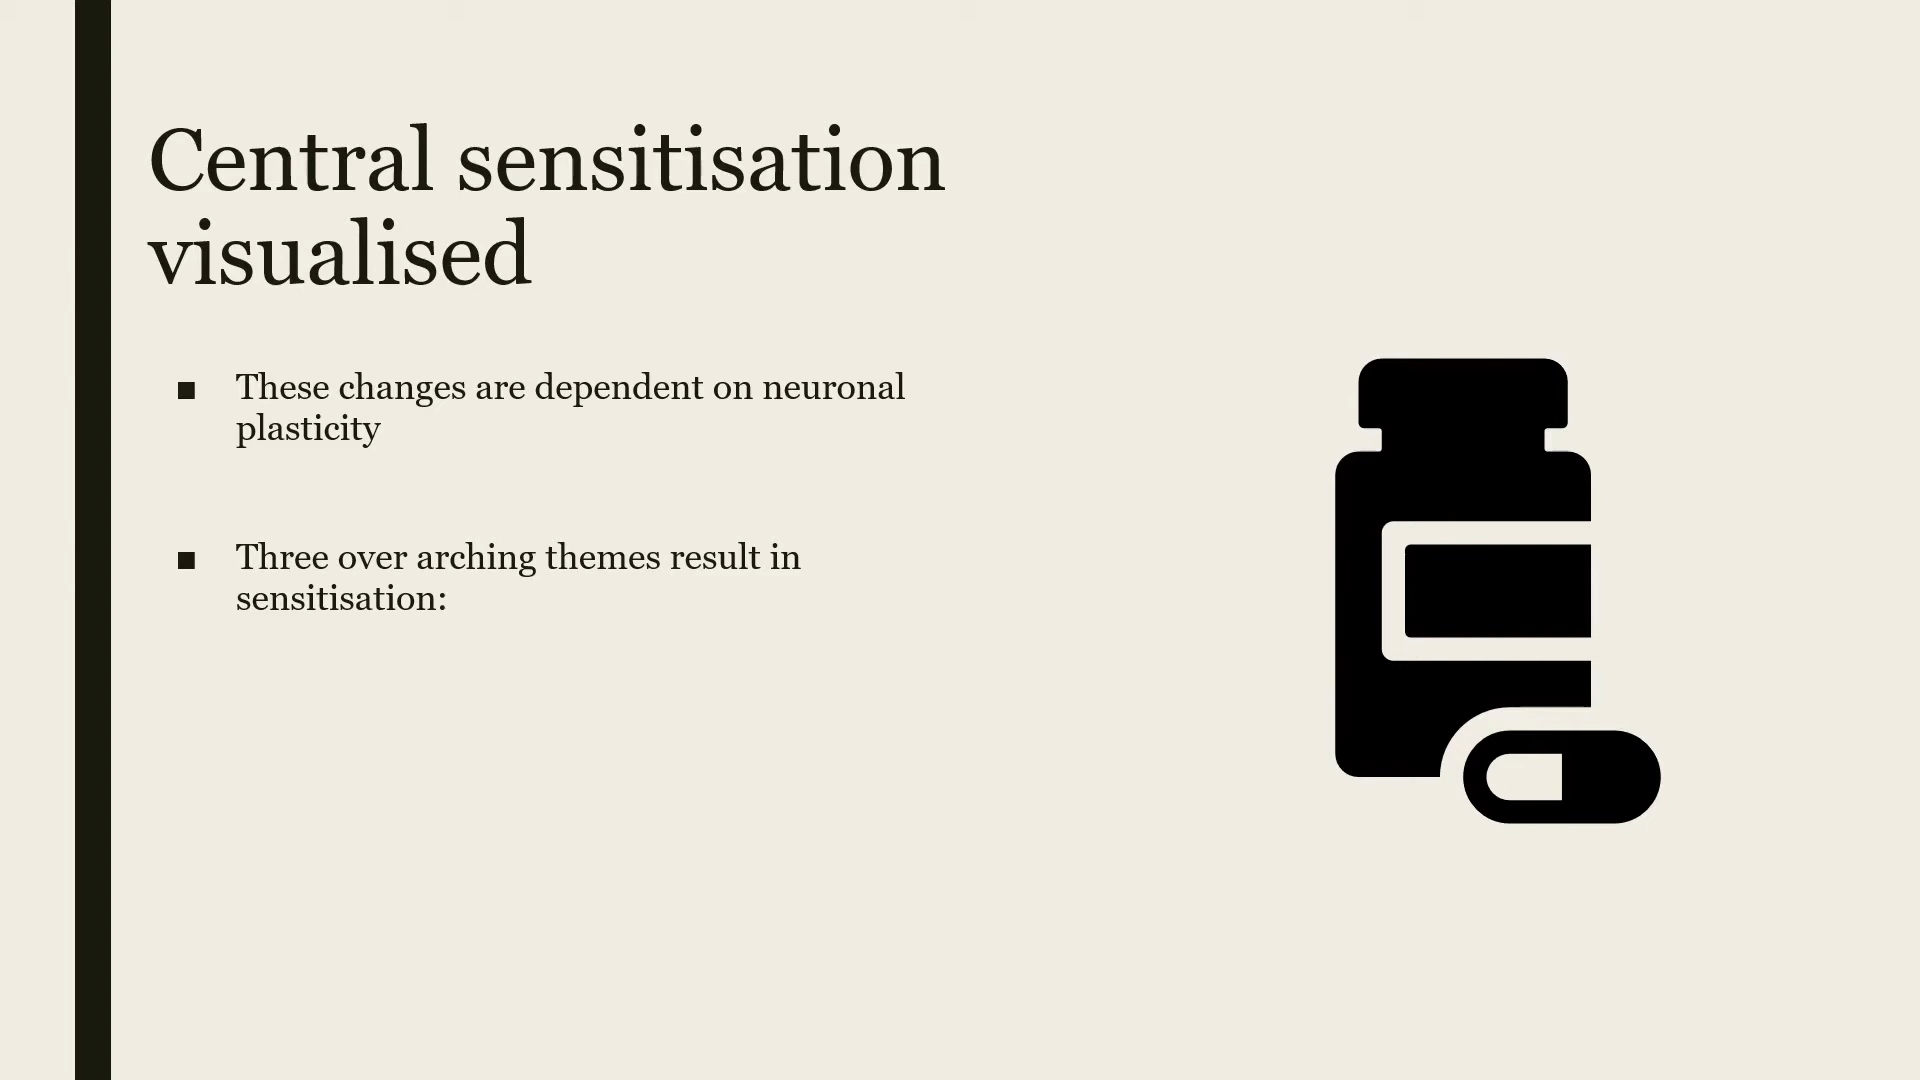 Central sensitisation
visualised
■ These changes are dependent on neuronal
plasticity
■ Three over arching themes result in
sensitisation: